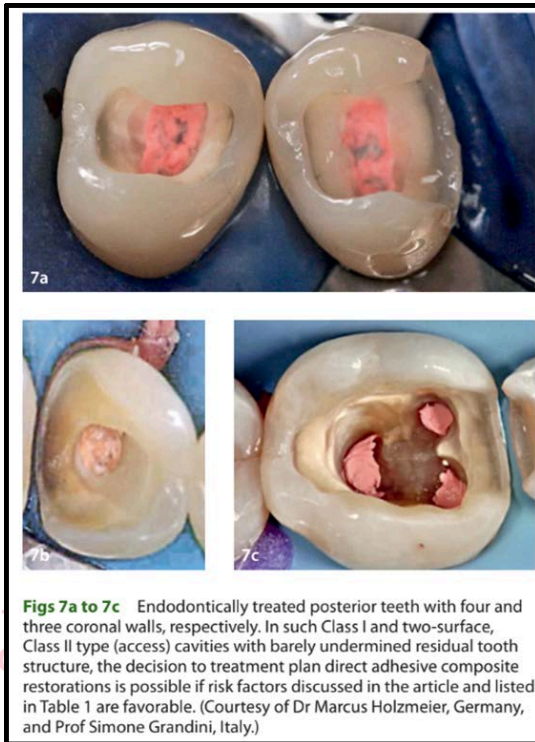 7a
7b
7c
Figs 7a to 7c Endodontically treated posterior teeth with four and
three coronal walls, respectively. In such Class I and two-surface,
Class II type (access) cavities with barely undermined residual tooth
structure, the decision to treatment plan direct adhesive composite
restorations is possible if risk factors discussed in the article and listed
in Table 1 are favorable. (Courtesy of Dr Marcus Holzmeier, Germany,
and Prof Simone Grandini, Italy.)